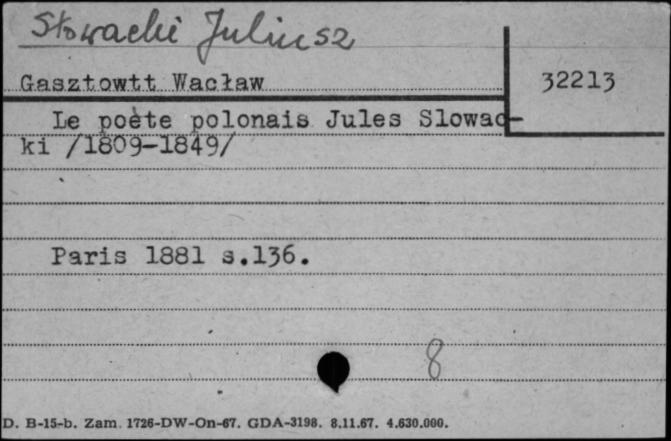 Słowacki Juliusz
Gasztowtt Wacław
32213
Le poète polonais Jules Slowac-
ki /1809-1849/
Paris 1881 s.136.
8
D. B-15-b. Zam. 1726-DW-On-67. GDA-3198. 8.11.67. 4.630.000.